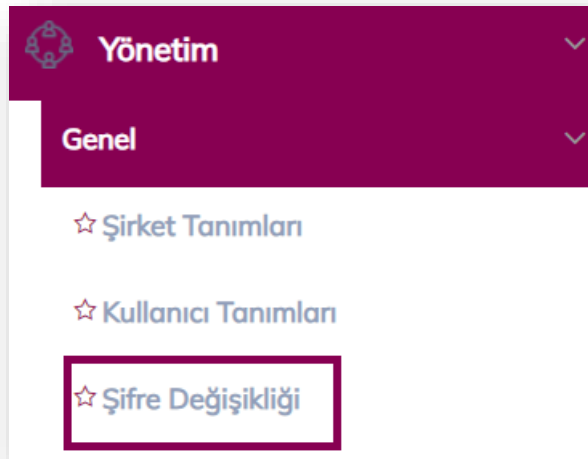 Yönetim
Genel
Şirket Tanımları
Kullanıcı Tanımları
Şifre Değişikliği